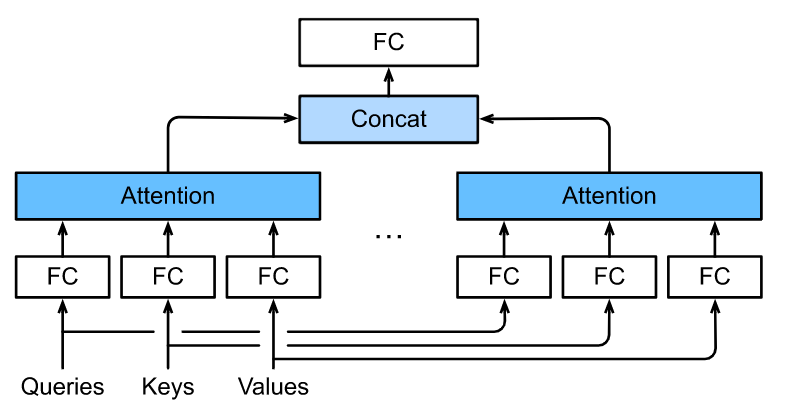 FC
Concat
Attention Attention
...
FC FC FC FC FC FC
Queries Keys Values